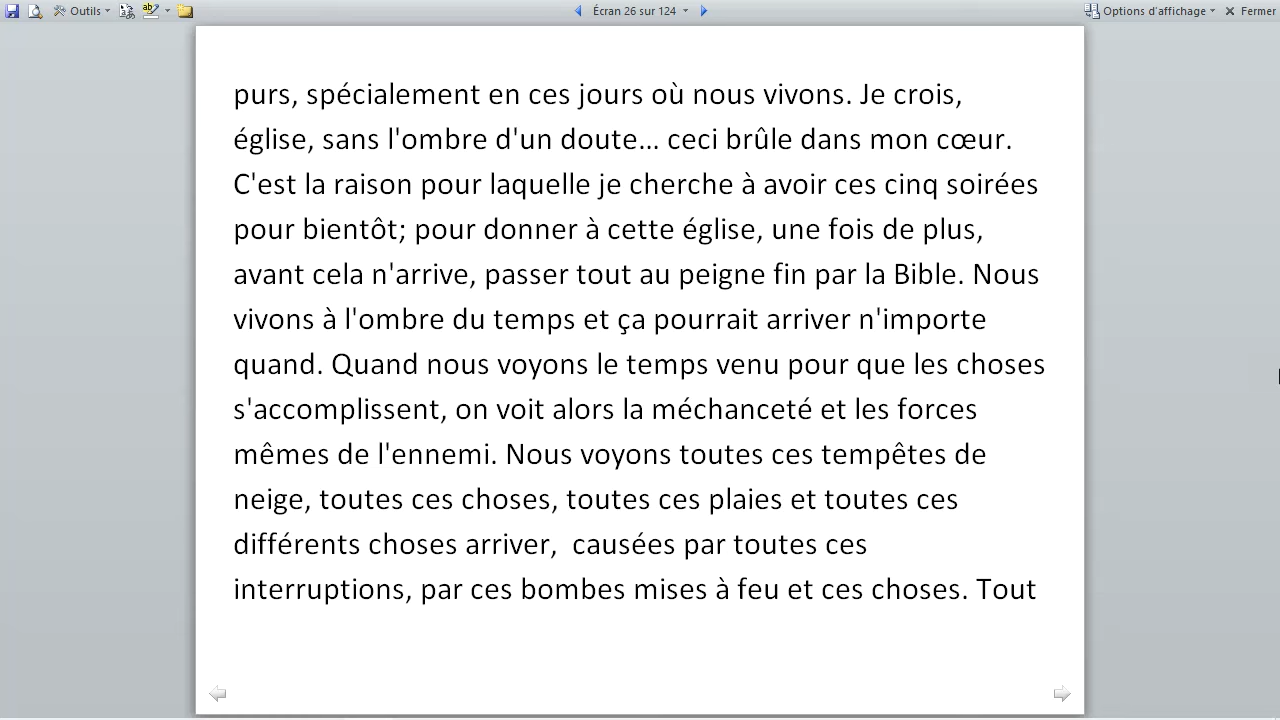 Outils
Écran 26 sur 124
Options d'affichage
Fermer
purs, spécialement en ces jours où nous vivons. Je crois,
église, sans l'ombre d'un doute... ceci brûle dans mon cœur.
C'est la raison pour laquelle je cherche à avoir ces cinq soirées
pour bientôt; pour donner à cette église, une fois de plus,
avant cela n'arrive, passer tout au peigne fin par la Bible. Nous
vivons à l'ombre du temps et ça pourrait arriver n'importe
quand. Quand nous voyons le temps venu pour que les choses
s'accomplissent, on voit alors la méchanceté et les forces
mêmes de l'ennemi. Nous voyons toutes ces tempêtes de
neige, toutes ces choses, toutes ces plaies et toutes ces
différents choses arriver,  causées par toutes ces
interruptions, par ces bombes mises à feu et ces choses. Tout